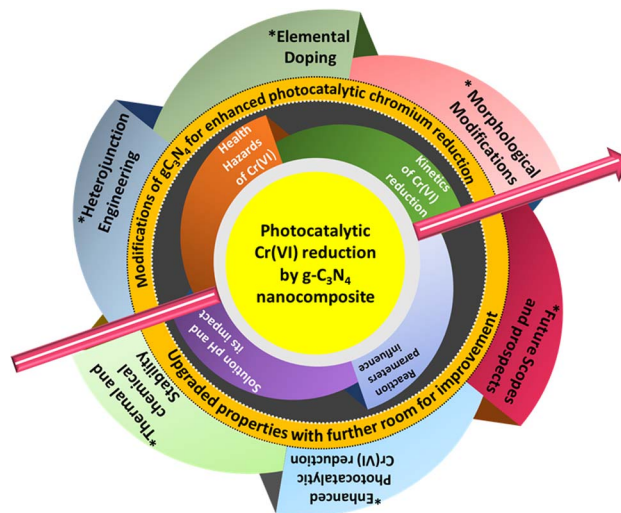 *Elemental
Doping
* Morphological
Modifications
*Heterojunction
Engineering
Modifications of gC₃N₄ for enhanced photocatalytic chromium reduction
Health
Hazards
of Cr(VI)
Kinetics
of Cr(VI)
reduction
Photocatalytic
Cr(VI) reduction
by g-C₃N₄
nanocomposite
Solution pH and
its impact
Reaction
parameters
influence
*Future Scopes
and prospects
Upgraded properties with further room for improvement
*Thermal and
chemical
Stability
*Enhanced
Photocatalytic
Cr(VI) reduction